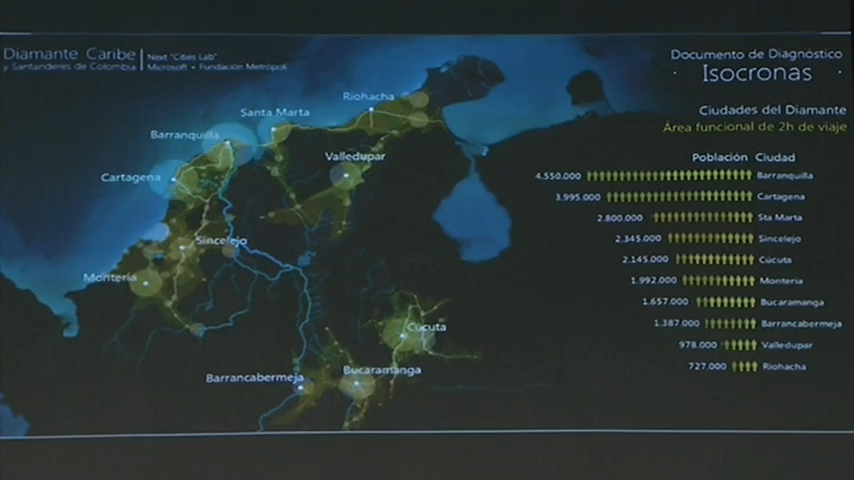 Diamante Caribe
y Santanderes de Colombia
Next "Cities Lab"
Microsoft + Fundación Metrópoli
Documento de Diagnóstico
Isocronas
Ciudades del Diamante
Área funcional de 2h de viaje
Población Ciudad
4.550.000 Barranquilla
3.995.000 Cartagena
2.800.000 Sta Marta
2.345.000 Sincelejo
2.145.000 Cúcuta
1.992.000 Monteria
1.657.000 Bucaramanga
1.387.000 Barrancabermeja
978.000 Valledupar
727.000 Riohacha
Riohacha
Santa Marta
Barranquilla
Valledupar
Cartagena
Sincelejo
Montería
Cúcuta
Bucaramanga
Barrancabermeja